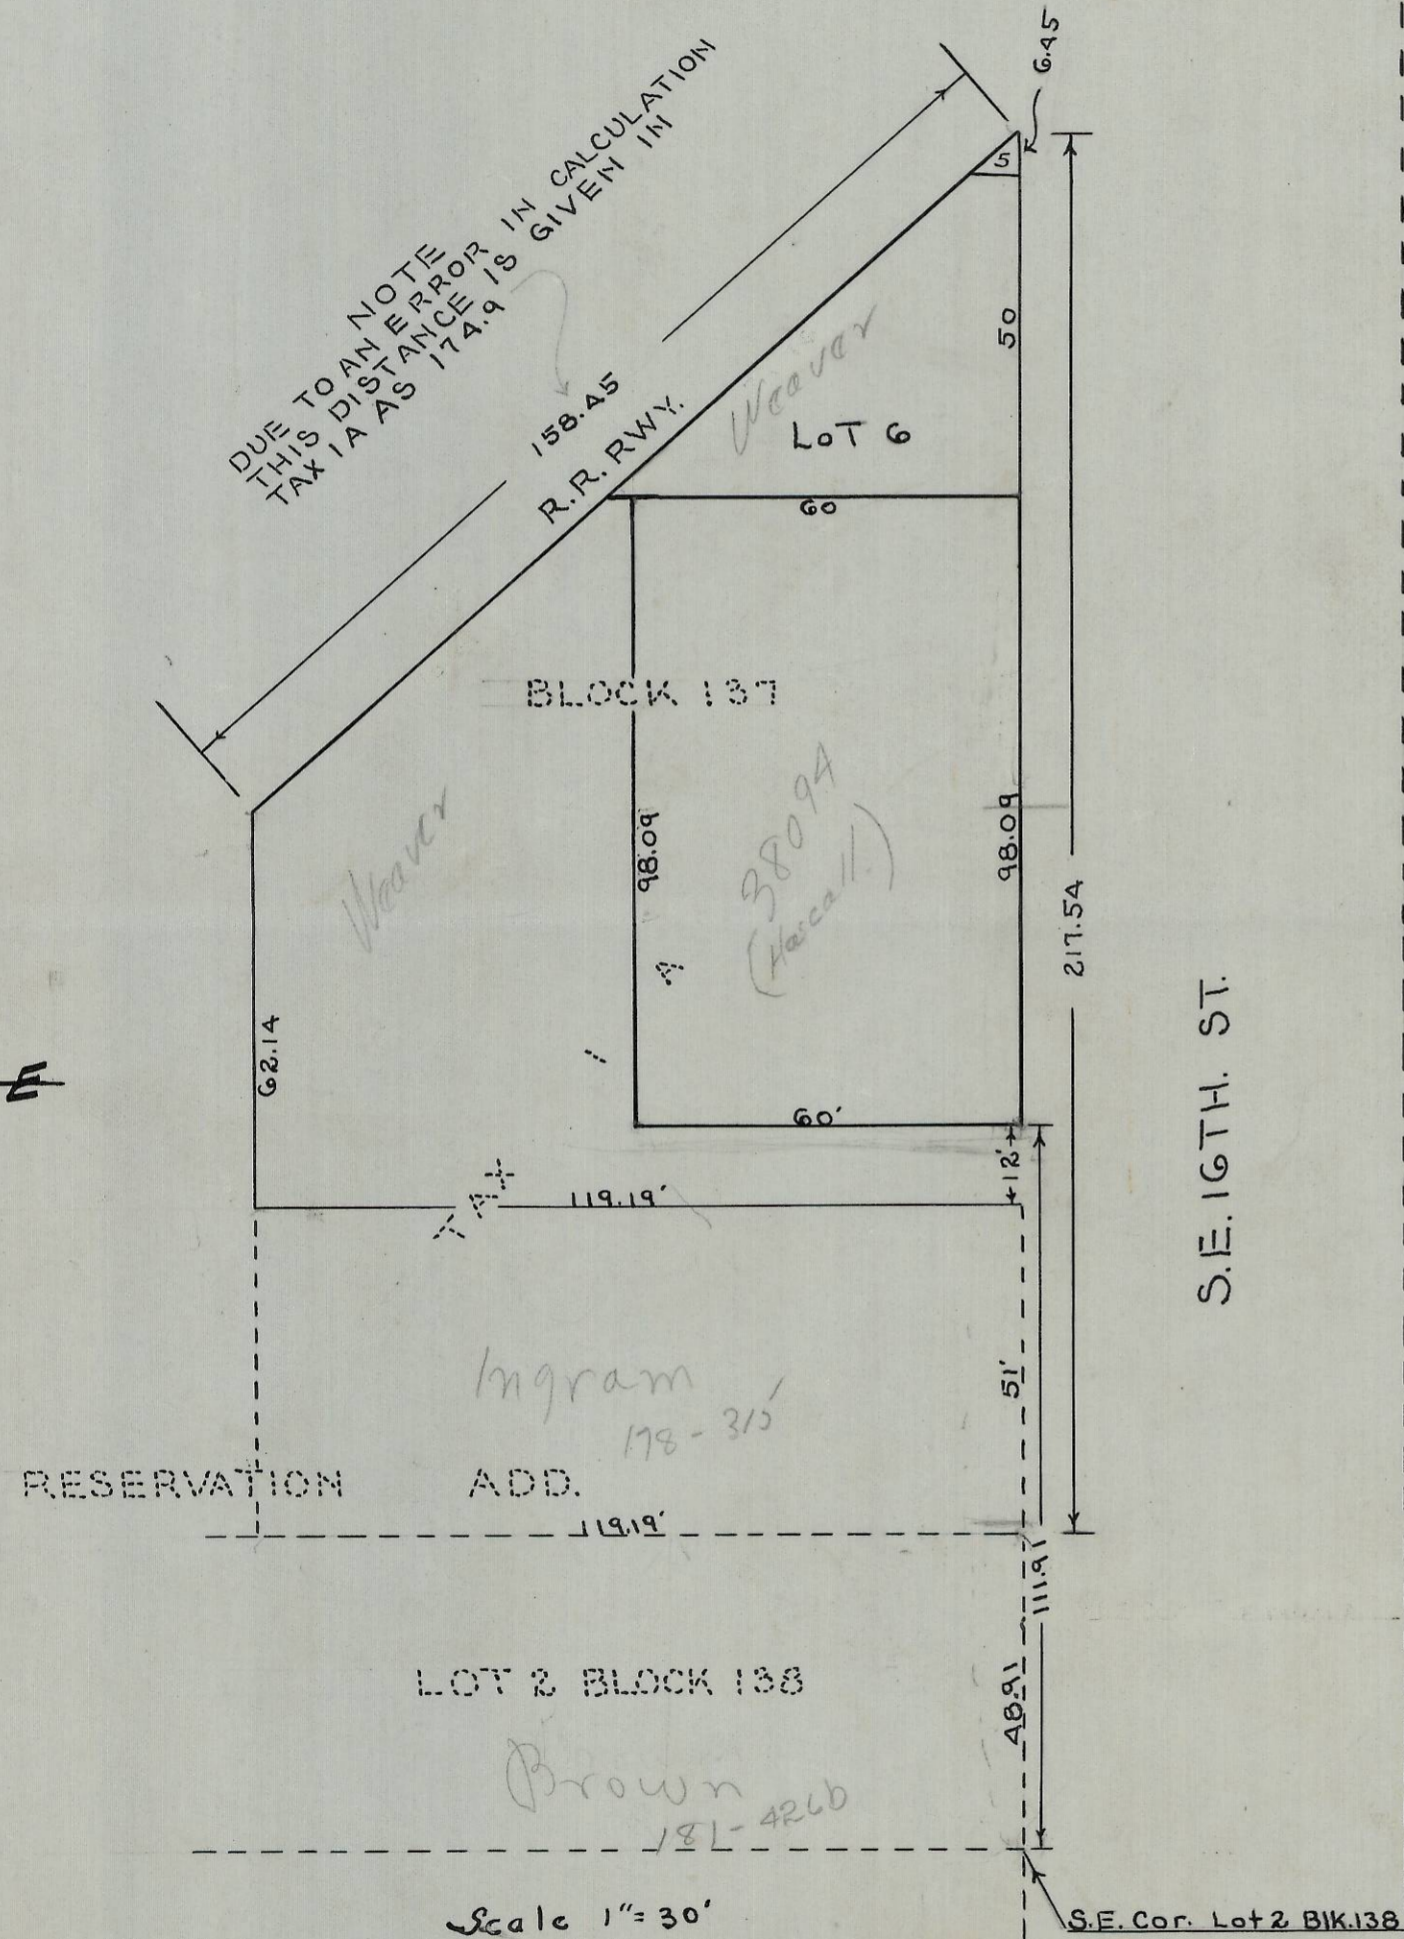 6.45
5
NOTE
DUE TO AN ERROR IN CALCULATION
THIS DISTANCE IS GIVEN IN
TAX 1A AS 174.9
158.45
R.R. RWY.
50
Weaver
LOT 6
60
BLOCK 137
98.09
98.09
Weaver
38094
(Hascall.)
217.54
62.14
A
1
60'
12'
TAX
119.19'
S.E. 16TH. ST.
Ingram
178-315
51'
RESERVATION ADD.
119.19'
111.91
LOT 2 BLOCK 138
48.91
Brown
181-426D
Scale 1"=30'
S.E. Cor. Lot 2 Blk.138